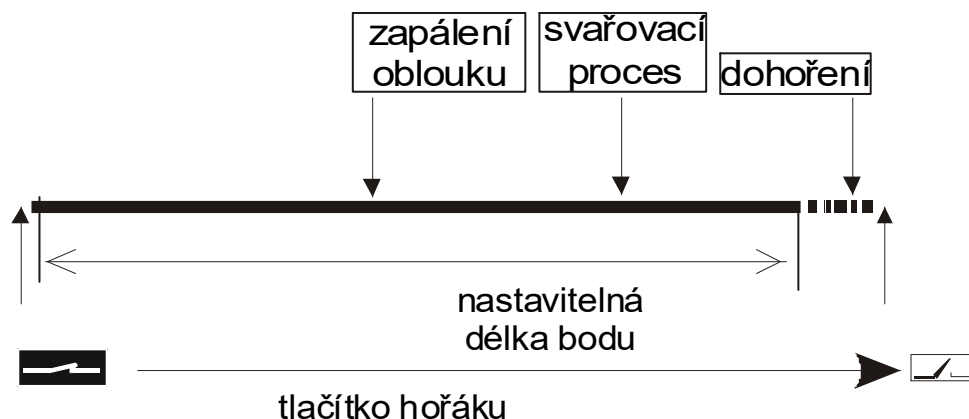 zapálení
oblouku
svařovací
proces
dohoření
nastavitelná
délka bodu
tlačítko hořáku